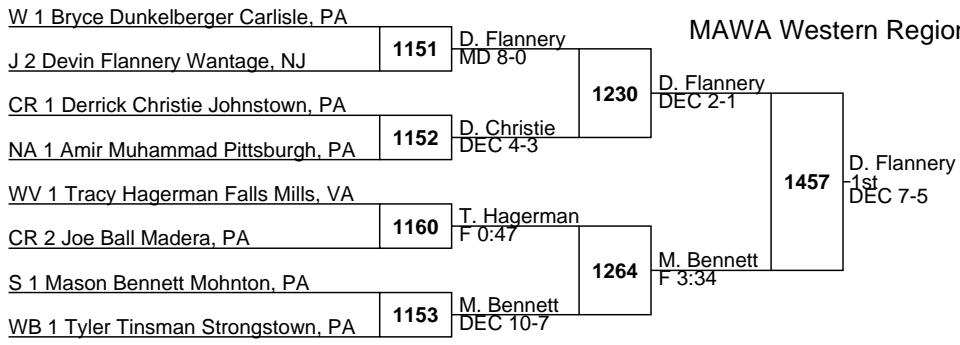 W 1 Bryce Dunkelberger Carlisle, PA
MAWA Western Region
1151
D. Flannery
MD 8-0
J 2 Devin Flannery Wantage, NJ
1230
D. Flannery
DEC 2-1
CR 1 Derrick Christie Johnstown, PA
1152
D. Christie
DEC 4-3
NA 1 Amir Muhammad Pittsburgh, PA
1457
D. Flannery
1st
DEC 7-5
WV 1 Tracy Hagerman Falls Mills, VA
1160
T. Hagerman
F 0:47
CR 2 Joe Ball Madera, PA
1264
M. Bennett
F 3:34
S 1 Mason Bennett Mohnton, PA
1153
M. Bennett
DEC 10-7
WB 1 Tyler Tinsman Strongstown, PA